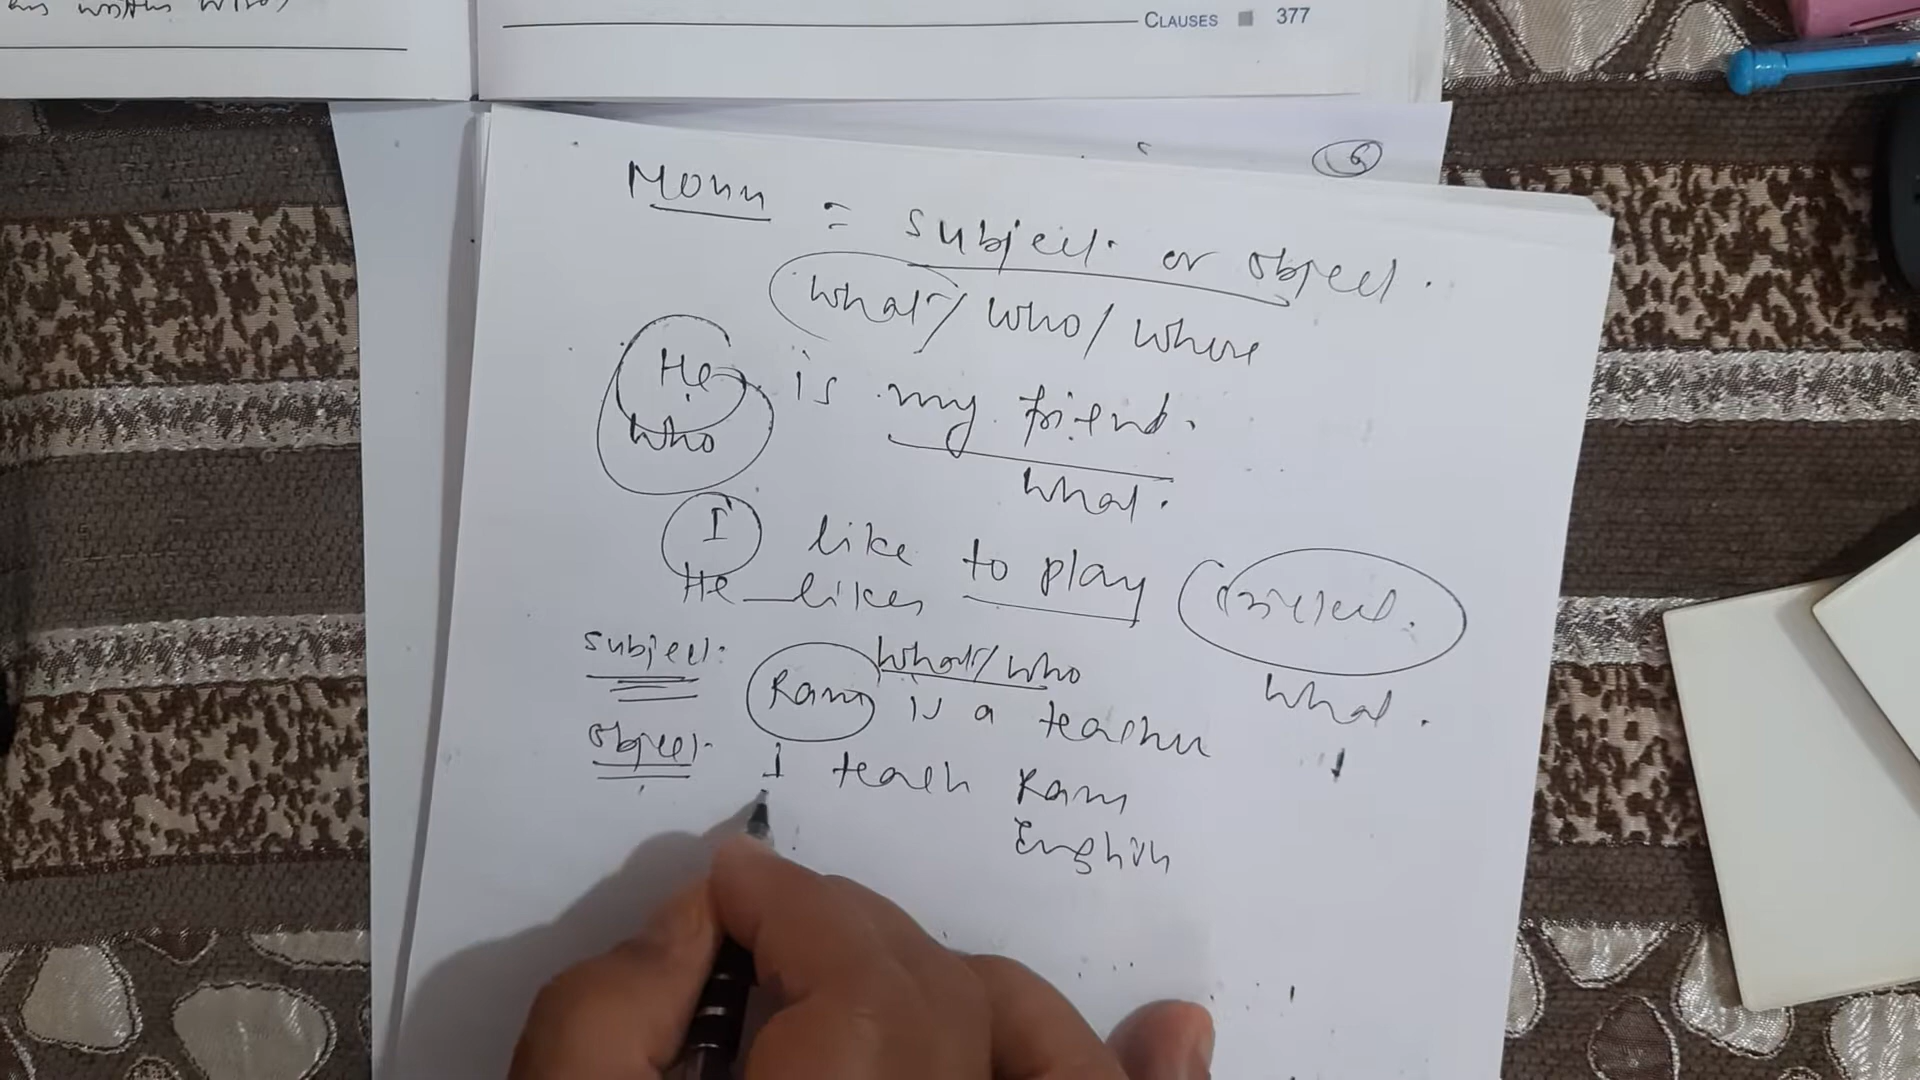 CLAUSES 377
6
Noun = subject or object.
what / who / where
He is my friend.
who
what.
I like to play cricket.
He likes
what.
subject: what / who
Ram is a teacher
object. I teach Ram
English